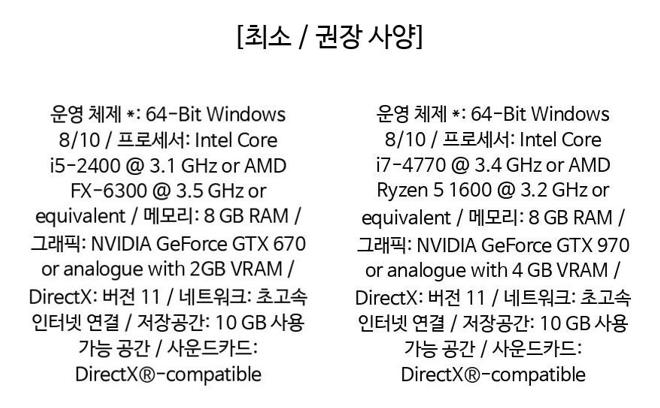 [최소 / 권장 사양]
운영 체제 *: 64-Bit Windows
8/10 / 프로세서: Intel Core
i5-2400 @ 3.1 GHz or AMD
FX-6300 @ 3.5 GHz or
equivalent / 메모리: 8 GB RAM /
그래픽: NVIDIA GeForce GTX 670
or analogue with 2GB VRAM /
DirectX: 버전 11 / 네트워크: 초고속
인터넷 연결 / 저장공간: 10 GB 사용
가능 공간 / 사운드카드:
DirectX®-compatible
운영 체제 *: 64-Bit Windows
8/10 / 프로세서: Intel Core
i7-4770 @ 3.4 GHz or AMD
Ryzen 5 1600 @ 3.2 GHz or
equivalent / 메모리: 8 GB RAM /
그래픽: NVIDIA GeForce GTX 970
or analogue with 4 GB VRAM /
DirectX: 버전 11 / 네트워크: 초고속
인터넷 연결 / 저장공간: 10 GB 사용
가능 공간 / 사운드카드:
DirectX®-compatible